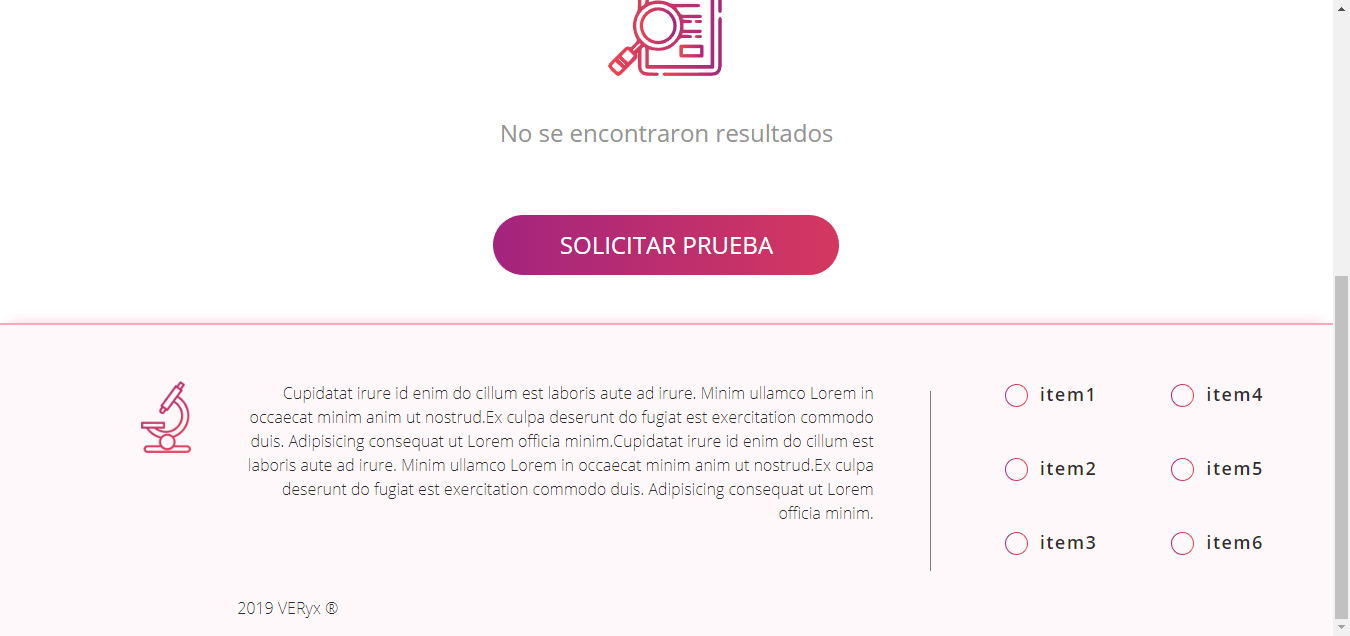 No se encontraron resultados
SOLICITAR PRUEBA
Cupidatat irure id enim do cillum est laboris aute ad irure. Minim ullamco Lorem in
occaecat minim anim ut nostrud.Ex culpa deserunt do fugiat est exercitation commodo
duis. Adipisicing consequat ut Lorem officia minim.Cupidatat irure id enim do cillum est
laboris aute ad irure. Minim ullamco Lorem in occaecat minim anim ut nostrud.Ex culpa
deserunt do fugiat est exercitation commodo duis. Adipisicing consequat ut Lorem
officia minim.
item1
item4
item2
item5
item3
item6
2019 VERyx ®